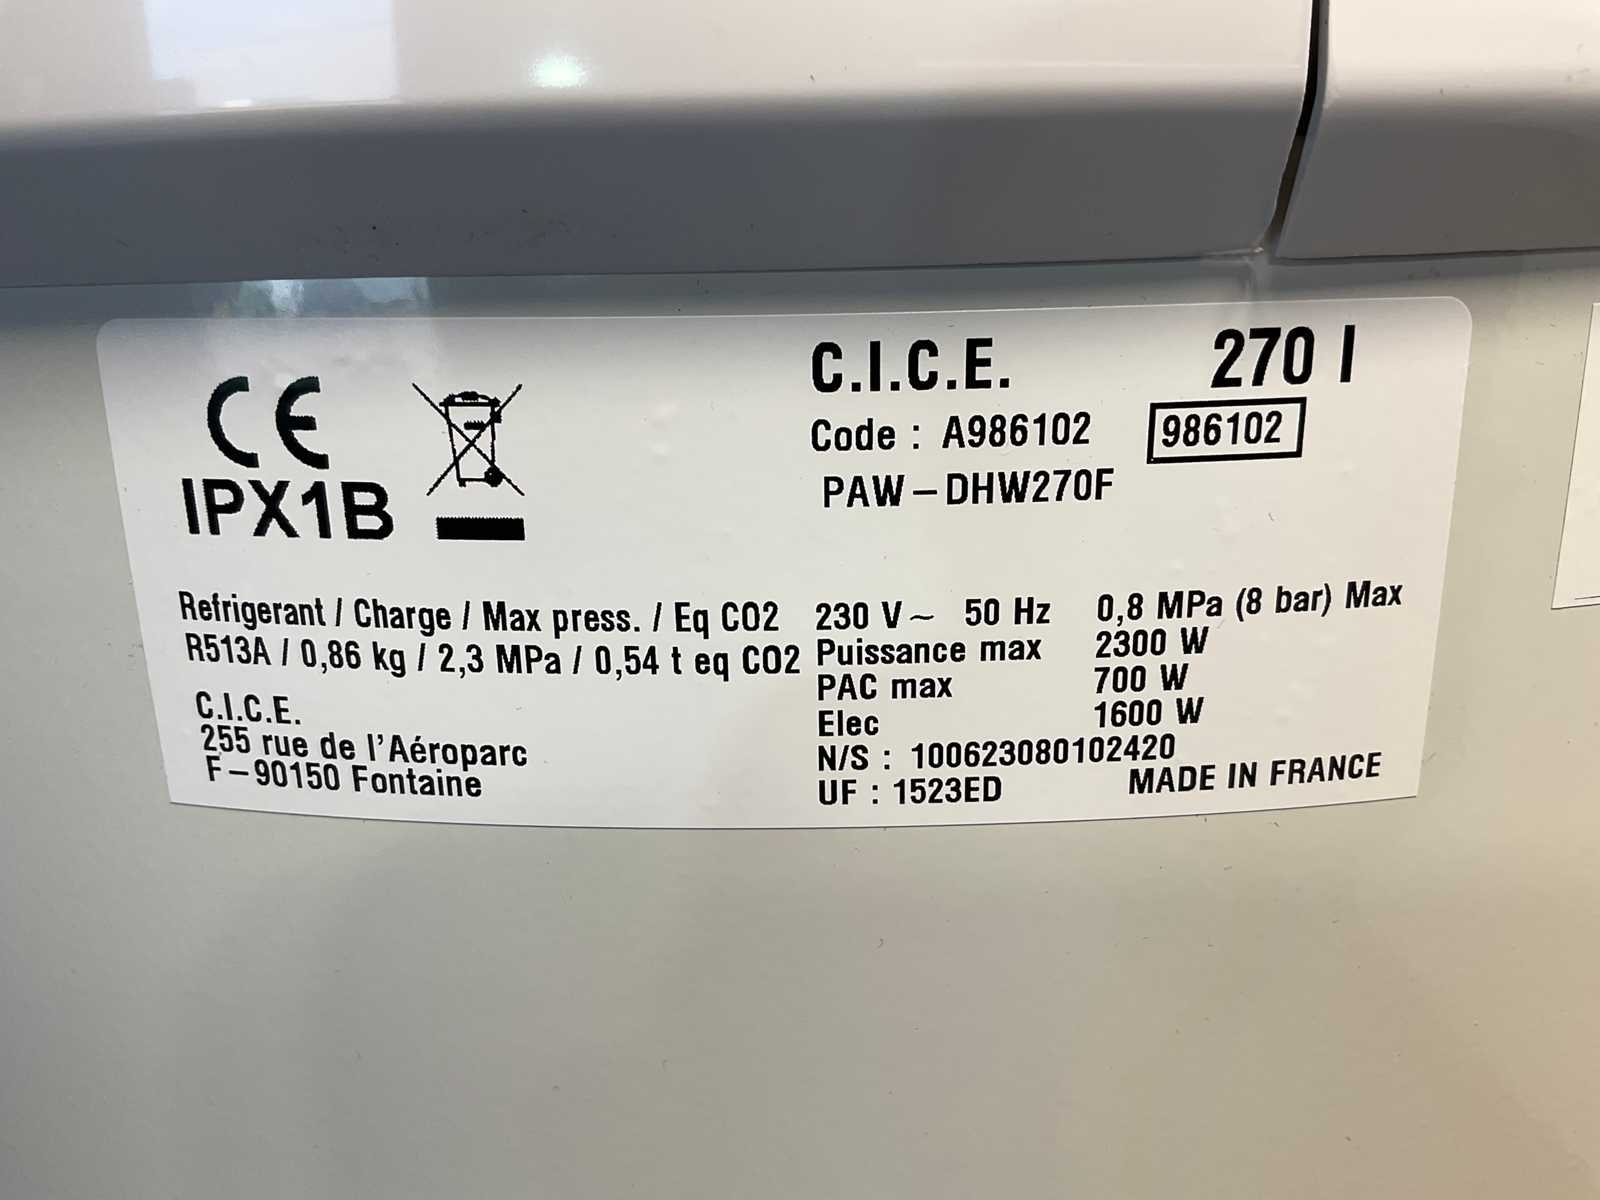 CE
IPX1B
C.I.C.E. 270 l
Code : A986102 986102
PAW-DHW270F
Refrigerant / Charge / Max press. / Eq CO2
R513A / 0,86 kg / 2,3 MPa / 0,54 t eq CO2
C.I.C.E.
255 rue de l'Aéroparc
F-90150 Fontaine
230 V~ 50 Hz 0,8 MPa (8 bar) Max
Puissance max 2300 W
PAC max 700 W
Elec 1600 W
N/S : 100623080102420
UF : 1523ED MADE IN FRANCE